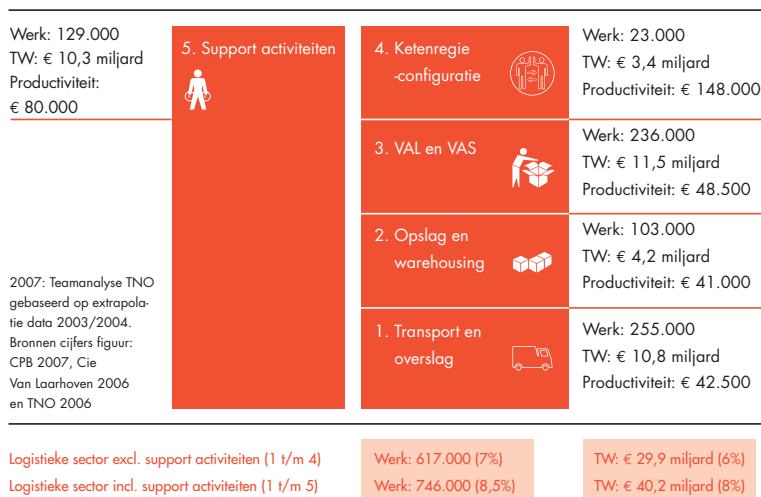 Werk: 129.000
TW: € 10,3 miljard
Productiviteit:
€ 80.000
5. Support activiteiten
4. Ketenregie
-configuratie
Werk: 23.000
TW: € 3,4 miljard
Productiviteit: € 148.000
3. VAL en VAS
Werk: 236.000
TW: € 11,5 miljard
Productiviteit: € 48.500
2. Opslag en
warehousing
Werk: 103.000
TW: € 4,2 miljard
Productiviteit: € 41.000
1. Transport en
overslag
Werk: 255.000
TW: € 10,8 miljard
Productiviteit: € 42.500
2007: Teamanalyse TNO
gebaseerd op extrapola-
tie data 2003/2004.
Bronnen cijfers figuur:
CPB 2007, Cie
Van Laarhoven 2006
en TNO 2006
Logistieke sector excl. support activiteiten (1 t/m 4) Werk: 617.000 (7%) TW: € 29,9 miljard (6%)
Logistieke sector incl. support activiteiten (1 t/m 5) Werk: 746.000 (8,5%) TW: € 40,2 miljard (8%)